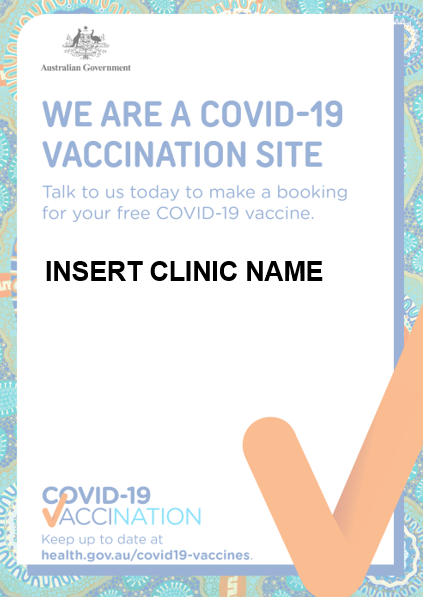 Australian Government
WE ARE A COVID-19
VACCINATION SITE
Talk to us today to make a booking
for your free COVID-19 vaccine.
INSERT CLINIC NAME
COVID-19
VACCINATION
Keep up to date at
health.gov.au/covid19-vaccines.